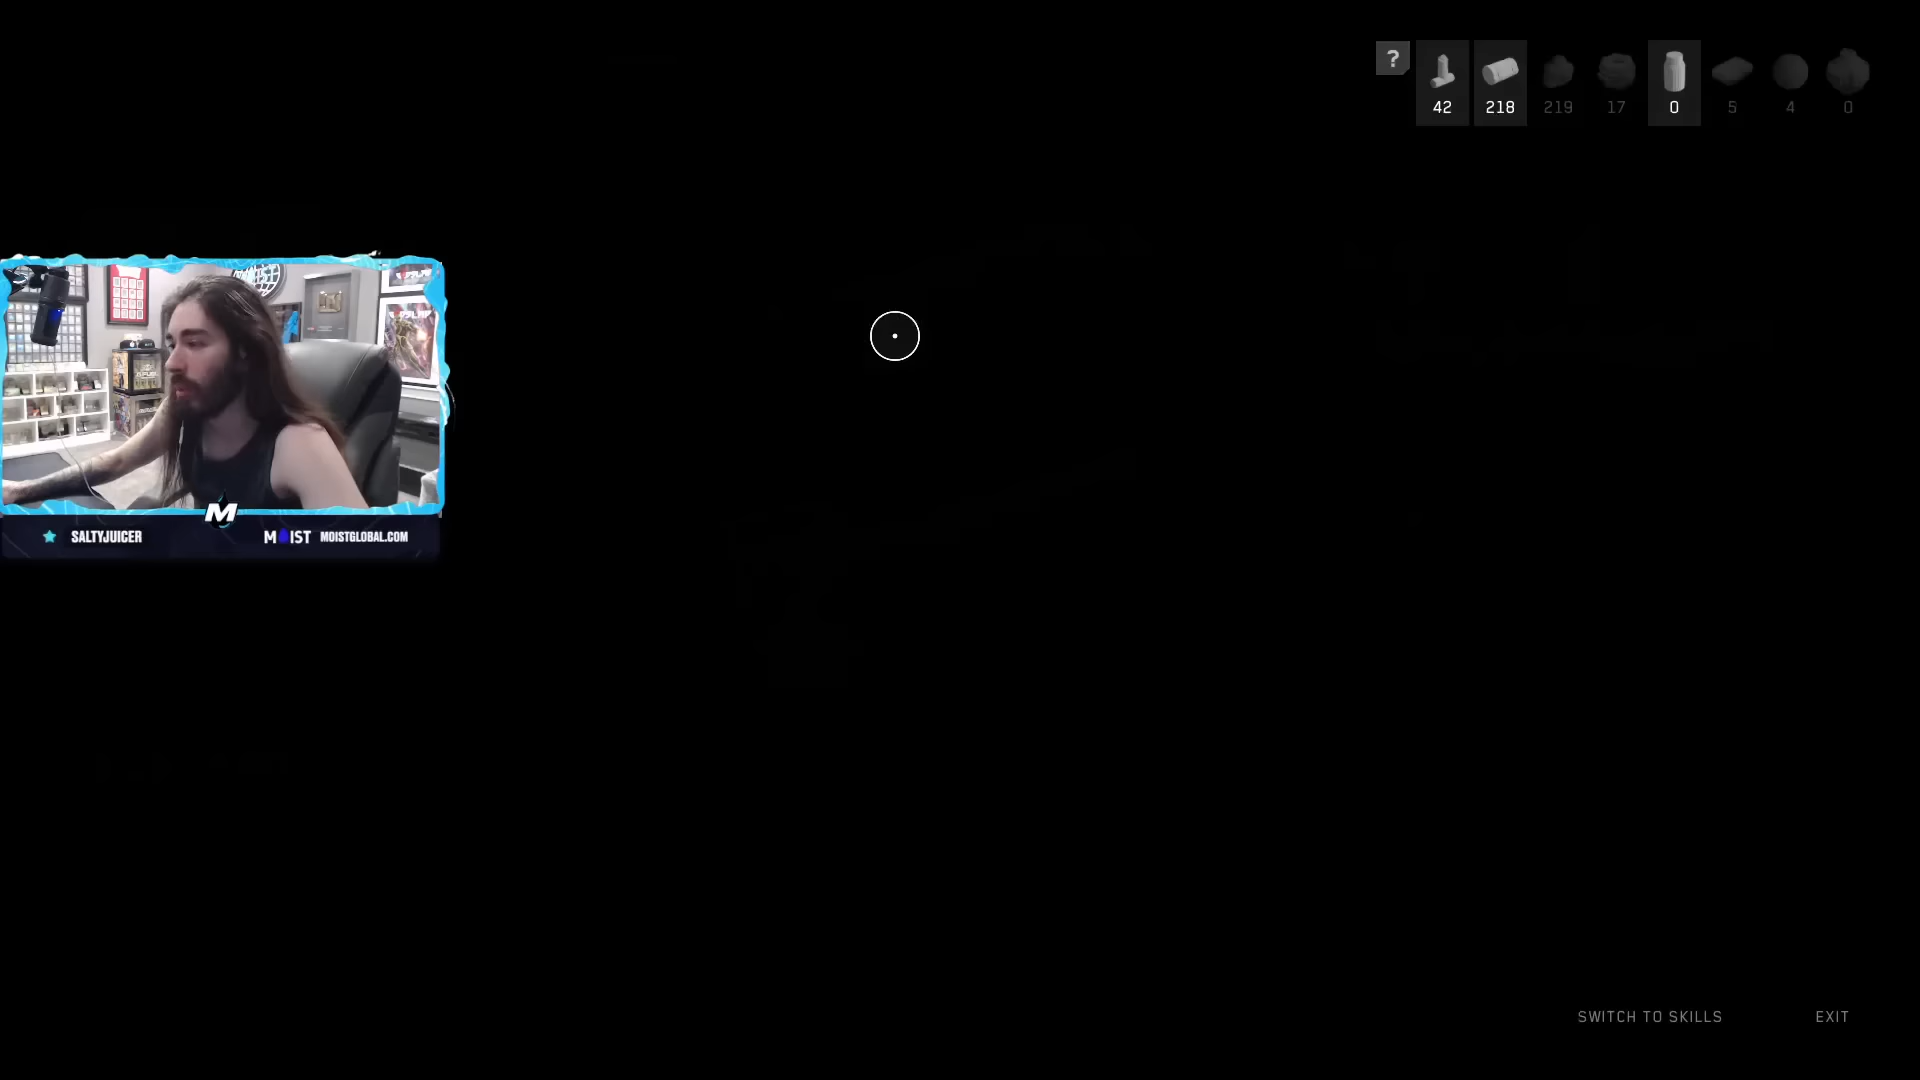 ?
42 218 219 17 0 5 4 0
M
SALTYJUICER
MOIST MOISTGLOBAL.COM
SWITCH TO SKILLS EXIT